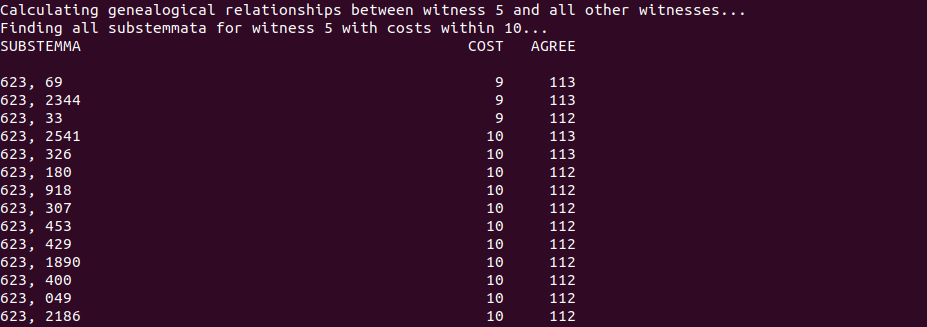 Calculating genealogical relationships between witness 5 and all other witnesses...
Finding all substemmata for witness 5 with costs within 10...
SUBSTEMMA COST AGREE
623, 69 9 113
623, 2344 9 113
623, 33 9 112
623, 2541 10 113
623, 326 10 113
623, 180 10 112
623, 918 10 112
623, 307 10 112
623, 453 10 112
623, 429 10 112
623, 1890 10 112
623, 400 10 112
623, 049 10 112
623, 2186 10 112